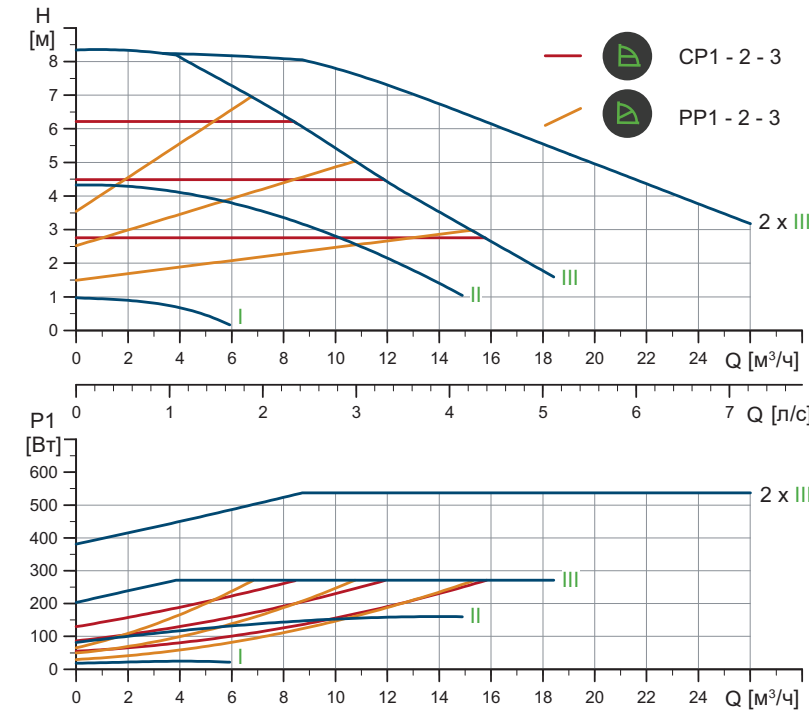 H
[м]
8
7
6
5
4
3
2
1
0
CP1 - 2 - 3
PP1 - 2 - 3
2 x III
III
II
I
0 2 4 6 8 10 12 14 16 18 20 22 24 Q [м³/ч]
0 1 2 3 4 5 6 7 Q [л/с]
P1
[Вт]
600
500
400
300
200
100
0
2 x III
III
II
I
0 2 4 6 8 10 12 14 16 18 20 22 24 Q [м³/ч]